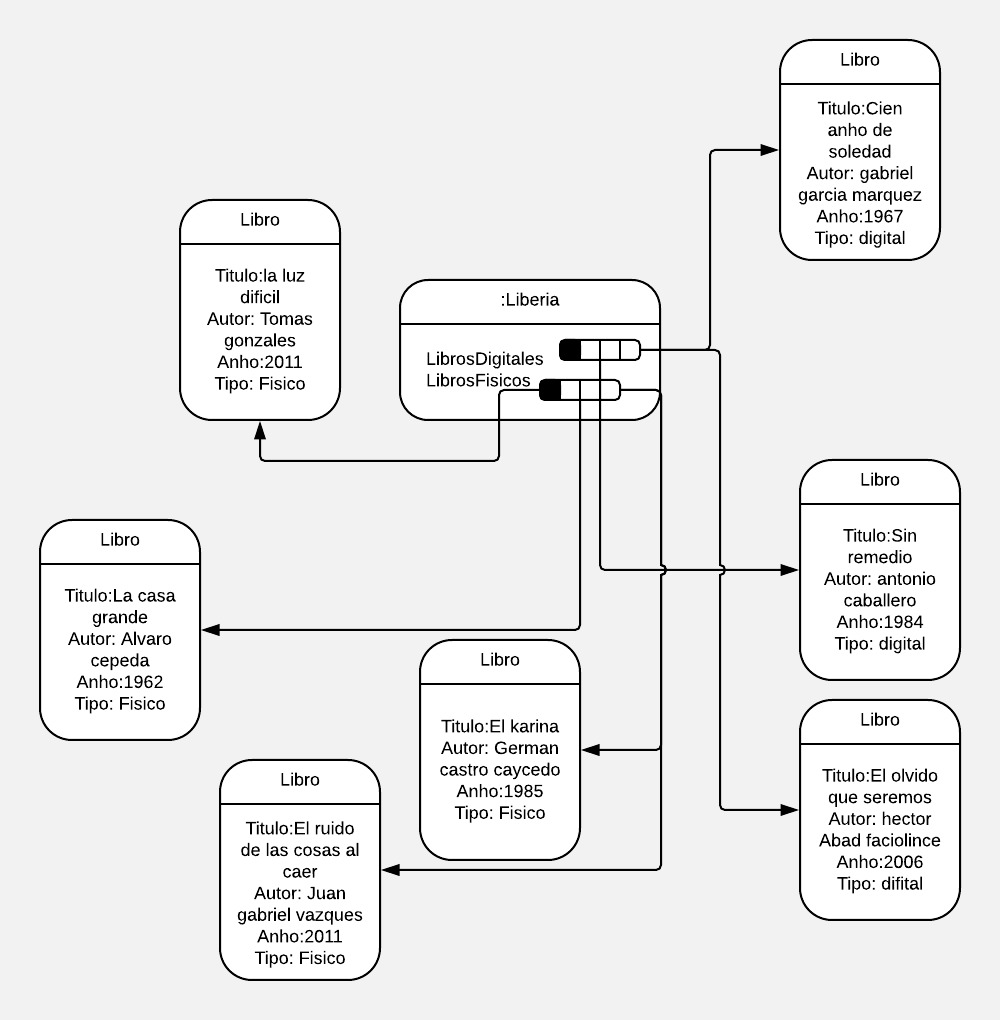 Libro
Titulo:Cien
anho de
soledad
Autor: gabriel
garcia marquez
Anho:1967
Tipo: digital
Libro
Titulo:la luz
dificil
Autor: Tomas
gonzales
Anho:2011
Tipo: Fisico
:Liberia
LibrosDigitales
LibrosFisicos
Libro
Titulo:Sin
remedio
Autor: antonio
caballero
Anho:1984
Tipo: digital
Libro
Titulo:La casa
grande
Autor: Alvaro
cepeda
Anho:1962
Tipo: Fisico
Libro
Titulo:El karina
Autor: German
castro caycedo
Anho:1985
Tipo: Fisico
Libro
Titulo:El olvido
que seremos
Autor: hector
Abad faciolince
Anho:2006
Tipo: difital
Libro
Titulo:El ruido
de las cosas al
caer
Autor: Juan
gabriel vazques
Anho:2011
Tipo: Fisico